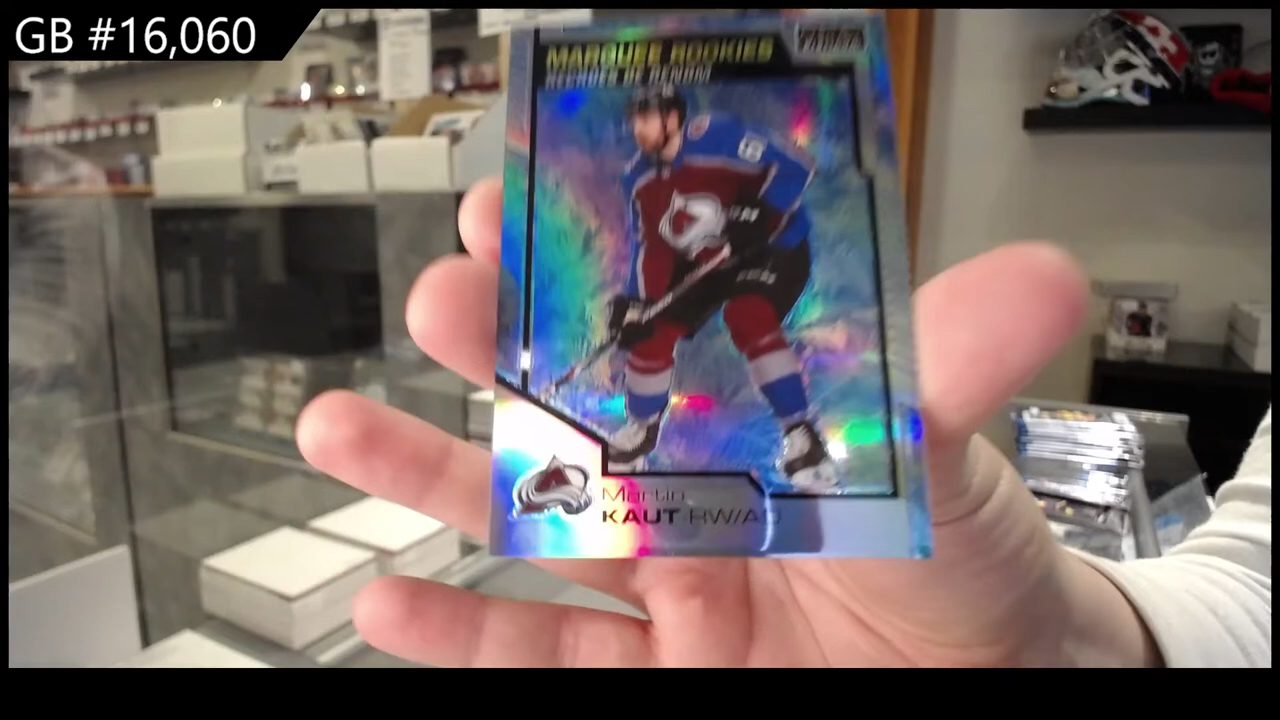 GB #16,060
MARQUEE ROOKIES
RECRUES DE RENOM
Martin
KAUT RW/AD